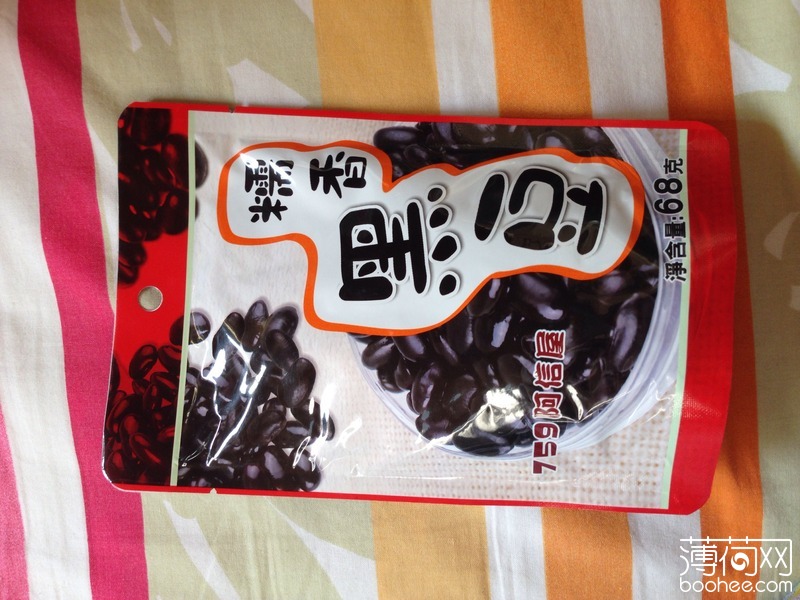 糯香
黑豆
759阿信屋
淨含量:68克
薄荷网
boohee.com